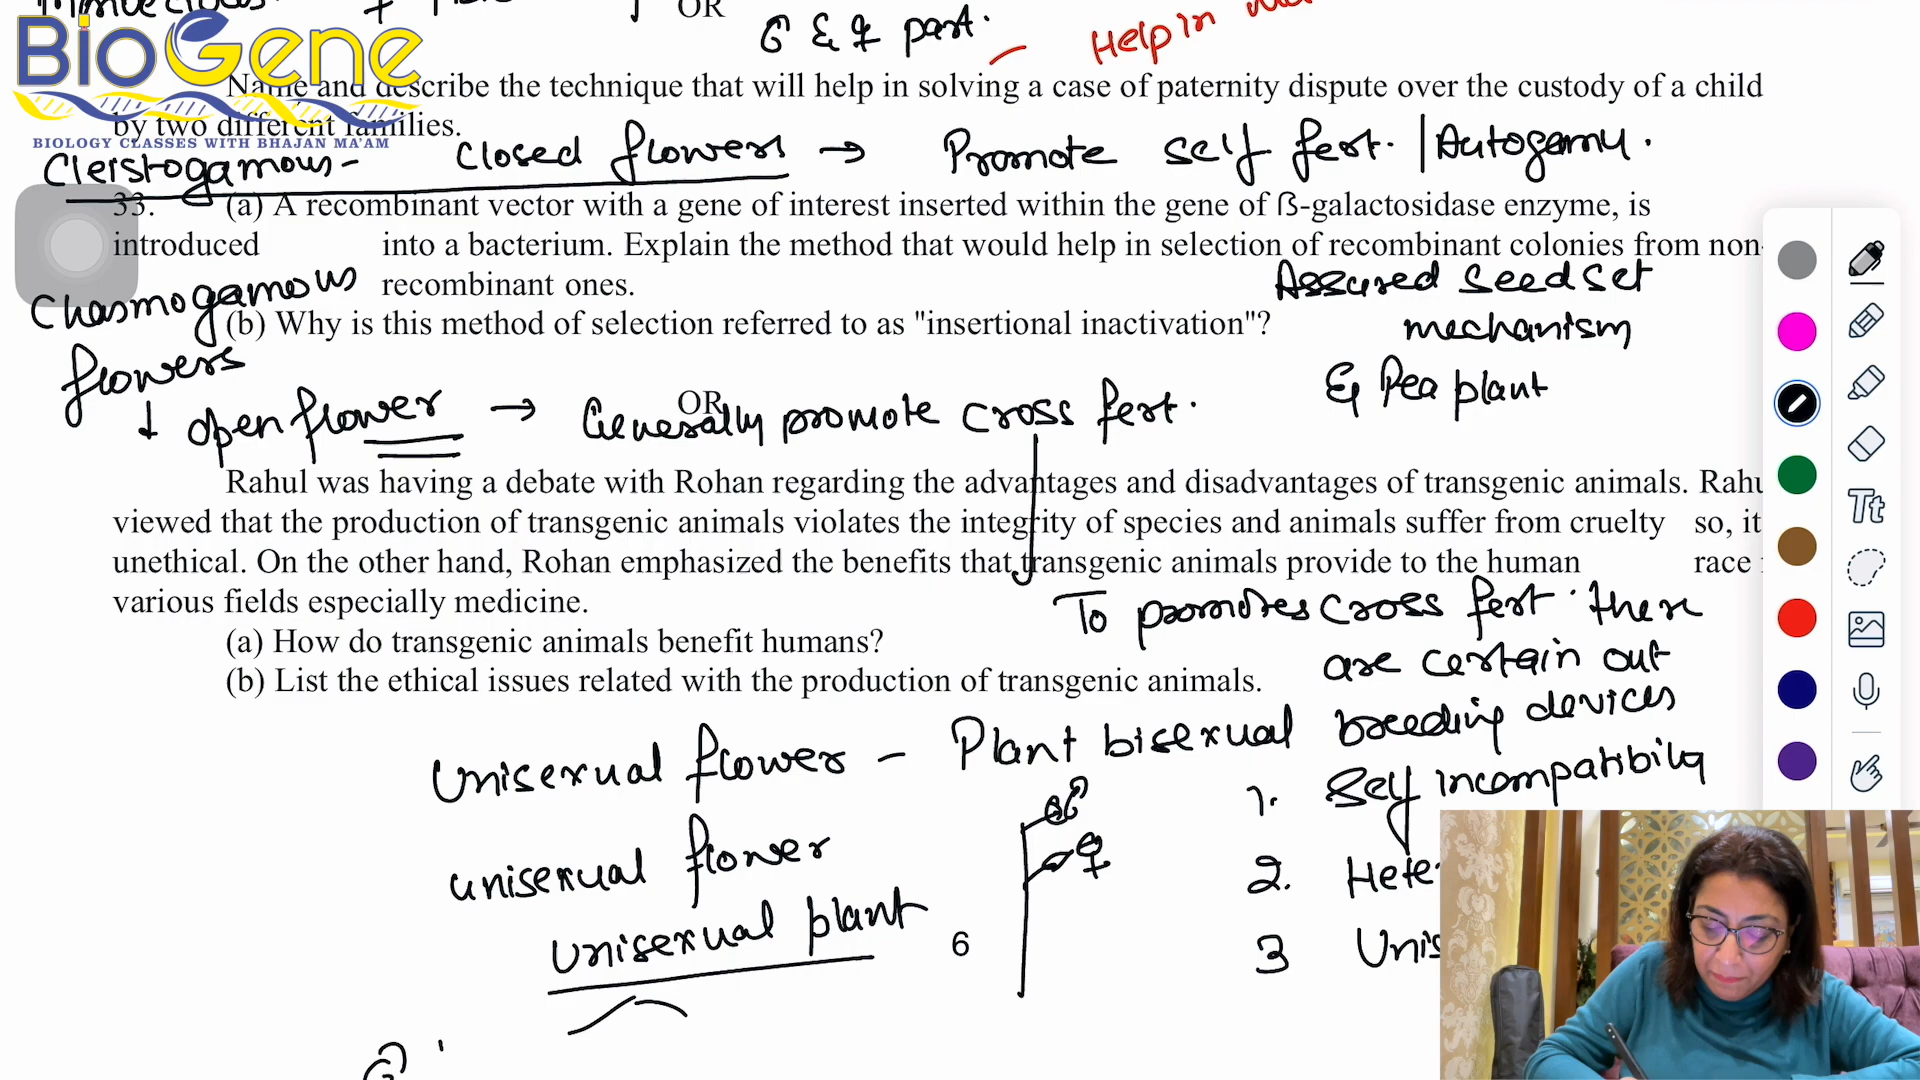 OR
♂ & ♀ part.
Help in
BioGene
BIOLOGY CLASSES WITH BHAJAN MA'AM
Name and describe the technique that will help in solving a case of paternity dispute over the custody of a child
by two different families.
Cleistogamous - Closed flowers → Promote self fert. | Autogamy.
33. (a) A recombinant vector with a gene of interest inserted within the gene of ß-galactosidase enzyme, is
introduced into a bacterium. Explain the method that would help in selection of recombinant colonies from non-
recombinant ones.
Assured seed set
mechanism
Eg Pea plant
Chasmogamous
flowers
(b) Why is this method of selection referred to as "insertional inactivation"?
OR
↓ open flower → Generally promote cross fert.
Rahul was having a debate with Rohan regarding the advantages and disadvantages of transgenic animals. Rahu
viewed that the production of transgenic animals violates the integrity of species and animals suffer from cruelty so, it
unethical. On the other hand, Rohan emphasized the benefits that transgenic animals provide to the human race
various fields especially medicine.
(a) How do transgenic animals benefit humans?
(b) List the ethical issues related with the production of transgenic animals.
To promotes cross fert. there
are certain out
breeding devices
1. Self incompatibility
2. Hete
3 Unis
Unisexual flower - Plant bisexual
♂
♀
unisexual flower
unisexual plant
6
Tt